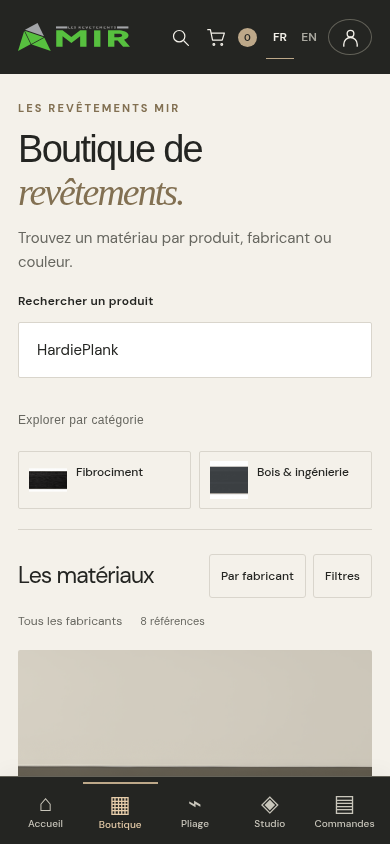 LES REVÊTEMENTS
MIR
0
FR
EN
LES REVÊTEMENTS MIR
Boutique de
revêtements.
Trouvez un matériau par produit, fabricant ou
couleur.
Rechercher un produit
HardiePlank
Explorer par catégorie
Fibrociment
Bois & ingénierie
Les matériaux
Par fabricant
Filtres
Tous les fabricants
8 références
Accueil
Boutique
Pliage
Studio
Commandes